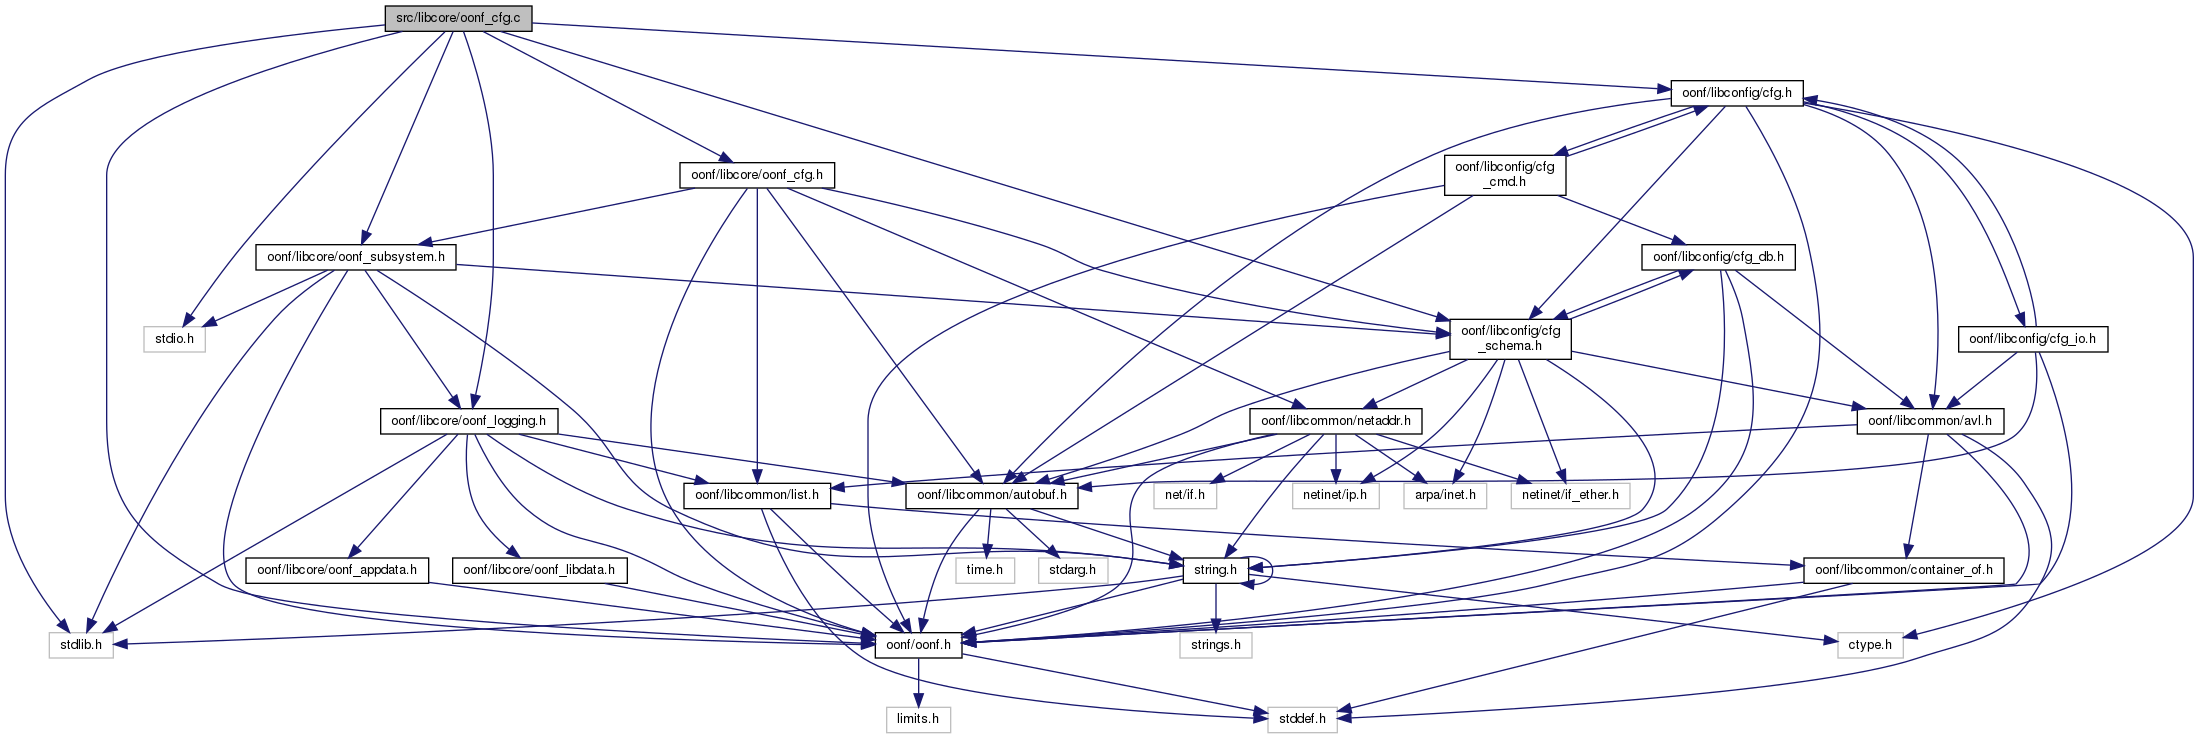 src/libcore/oonf_cfg.c
oonf/libconfig/cfg.h
oonf/libcore/oonf_cfg.h
oonf/libconfig/cfg
_cmd.h
oonf/libcore/oonf_subsystem.h
oonf/libconfig/cfg_db.h
stdio.h
oonf/libconfig/cfg
_schema.h
oonf/libconfig/cfg_io.h
oonf/libcore/oonf_logging.h
oonf/libcommon/netaddr.h
oonf/libcommon/avl.h
oonf/libcommon/list.h
oonf/libcommon/autobuf.h
net/if.h
netinet/ip.h
arpa/inet.h
netinet/if_ether.h
oonf/libcore/oonf_appdata.h
oonf/libcore/oonf_libdata.h
time.h
stdarg.h
string.h
oonf/libcommon/container_of.h
stdlib.h
oonf/oonf.h
strings.h
ctype.h
limits.h
stddef.h